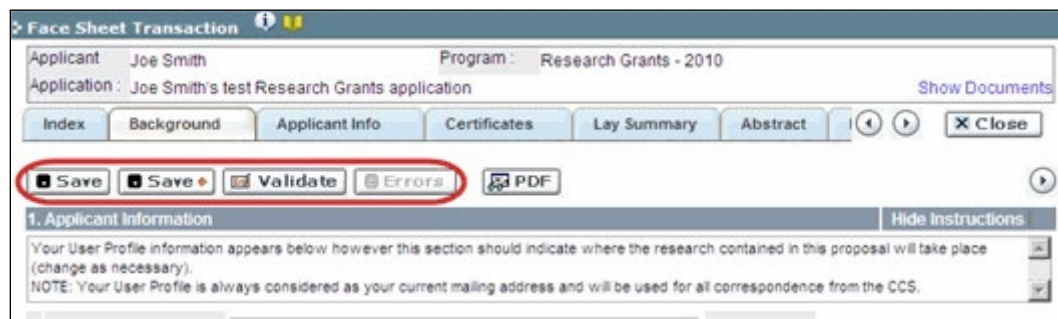 Face Sheet Transaction
Applicant Joe Smith Program : Research Grants - 2010
Application : Joe Smith's test Research Grants application Show Documents
Index Background Applicant Info Certificates Lay Summary Abstract Close
Save Save Validate Errors PDF
1. Applicant Information Hide Instructions
Your User Profile information appears below however this section should indicate where the research contained in this proposal will take place
(change as necessary).
NOTE: Your User Profile is always considered as your current mailing address and will be used for all correspondence from the CCS.